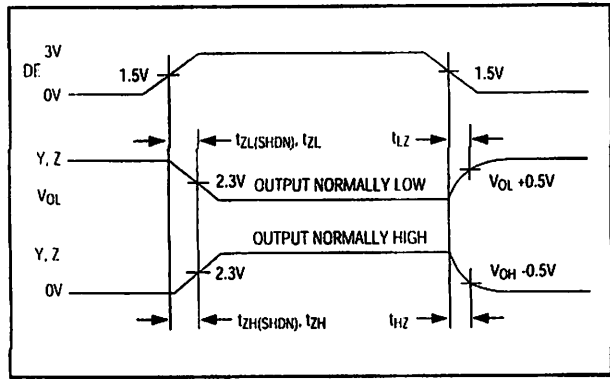 3V
DE
1.5V
1.5V
0V
tZL(SHDN), tZL
tLZ
Y, Z
2.3V
OUTPUT NORMALLY LOW
VOL +0.5V
VOL
OUTPUT NORMALLY HIGH
Y, Z
2.3V
VOH -0.5V
0V
tZH(SHDN), tZH
tHZ